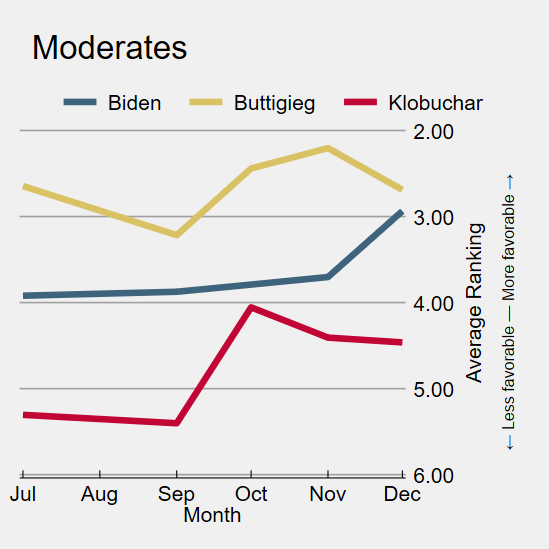 Moderates
Biden Buttigieg Klobuchar
2.00
3.00
4.00
5.00
6.00
Average Ranking
← Less favorable — More favorable →
Jul Aug Sep Oct Nov Dec
Month